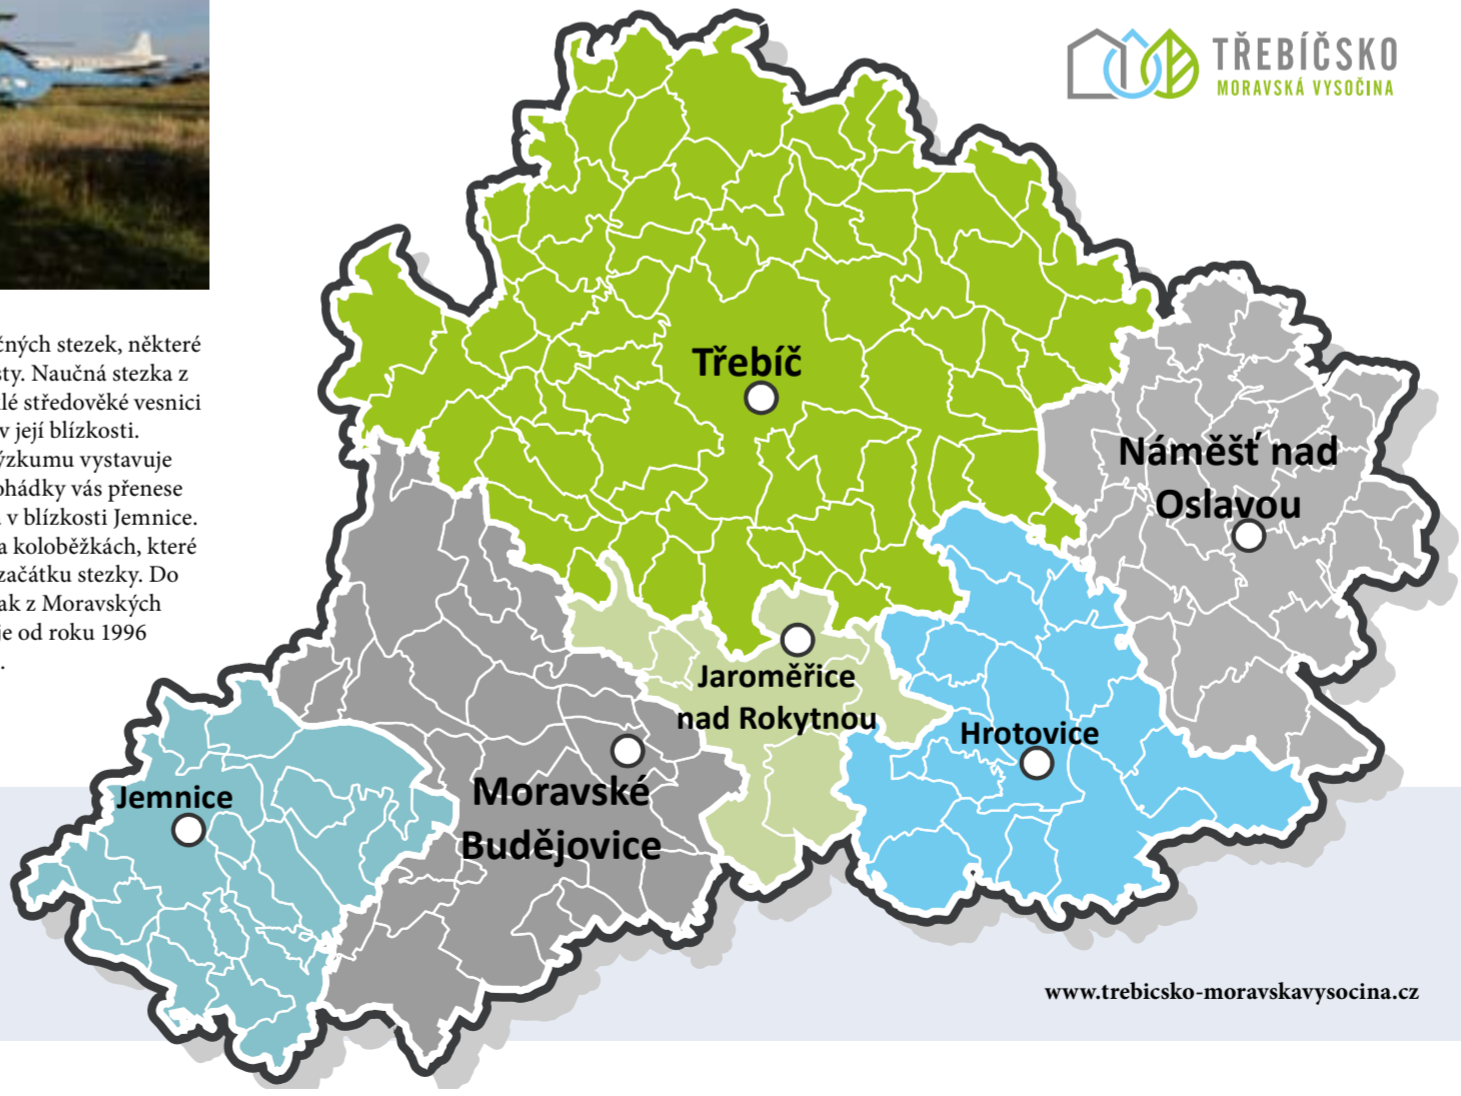 TŘEBÍČSKO
MORAVSKÁ VYSOČINA
čných stezek, některé
sty. Naučná stezka z
lé středověké vesnici
v její blízkosti.
ýzkumu vystavuje
ohádky vás přenese
v blízkosti Jemnice.
a koloběžkách, které
začátku stezky. Do
ak z Moravských
je od roku 1996
.
Třebíč
Náměšť nad
Oslavou
Jaroměřice
nad Rokytnou
Hrotovice
Moravské
Budějovice
Jemnice
www.trebicsko-moravskavysocina.cz